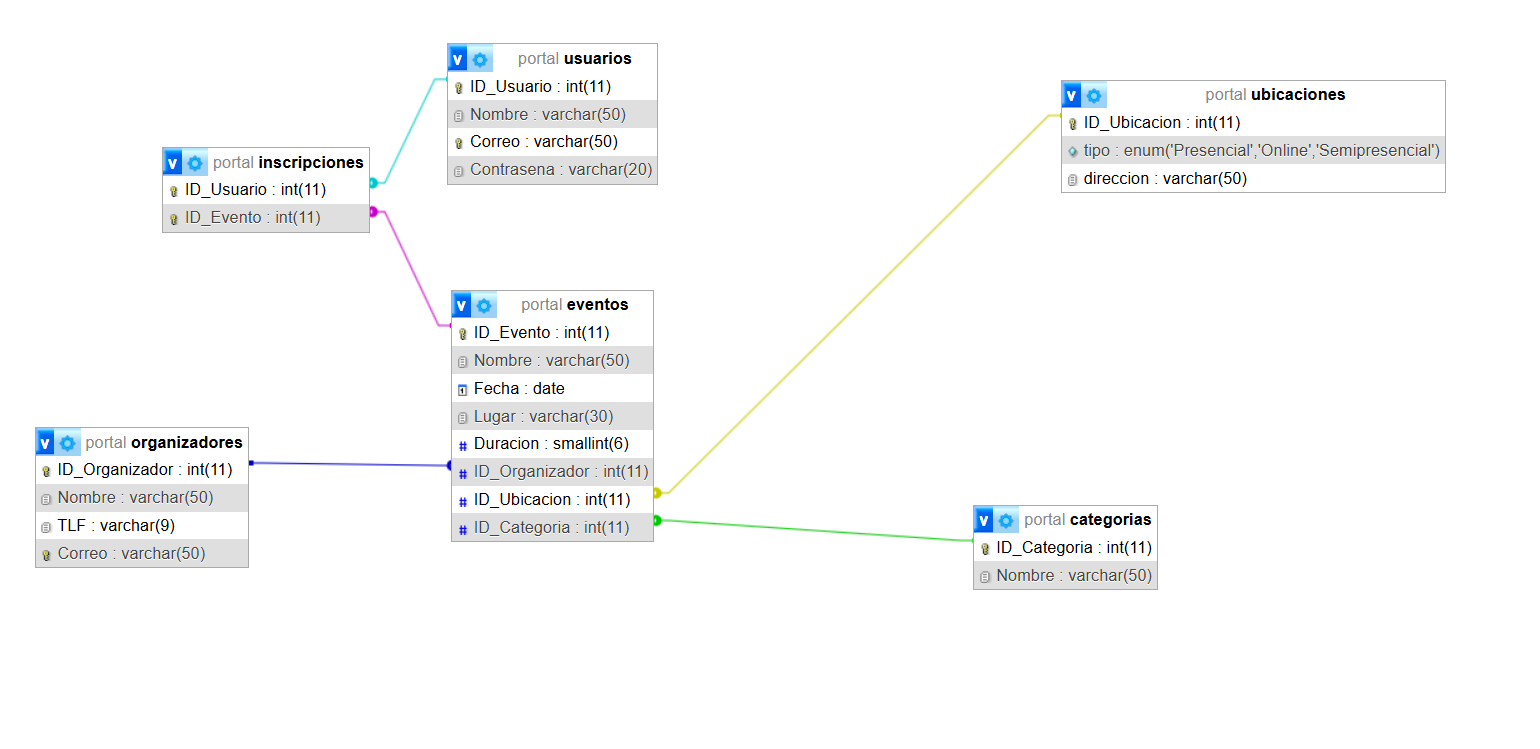 portal usuarios
ID_Usuario : int(11)
Nombre : varchar(50)
Correo : varchar(50)
Contrasena : varchar(20)
portal ubicaciones
ID_Ubicacion : int(11)
tipo : enum('Presencial','Online','Semipresencial')
direccion : varchar(50)
portal inscripciones
ID_Usuario : int(11)
ID_Evento : int(11)
portal eventos
ID_Evento : int(11)
Nombre : varchar(50)
Fecha : date
Lugar : varchar(30)
Duracion : smallint(6)
ID_Organizador : int(11)
ID_Ubicacion : int(11)
ID_Categoria : int(11)
portal organizadores
ID_Organizador : int(11)
Nombre : varchar(50)
TLF : varchar(9)
Correo : varchar(50)
portal categorias
ID_Categoria : int(11)
Nombre : varchar(50)